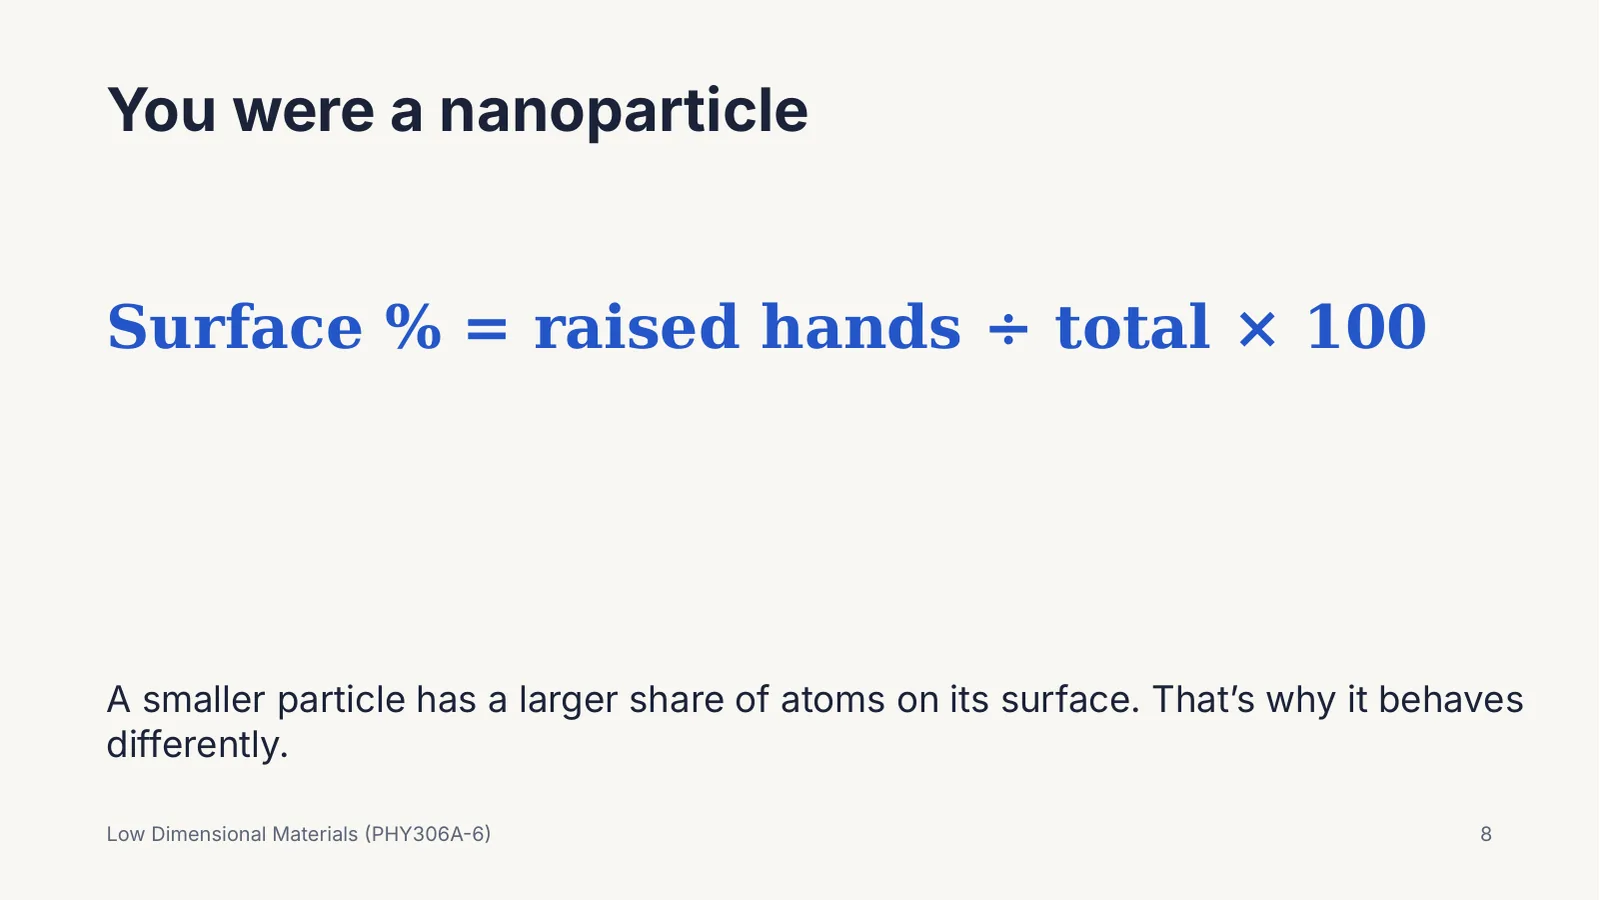 You were a nanoparticle
Surface % = raised hands ÷ total × 100
A smaller particle has a larger share of atoms on its surface. That’s why it behaves
differently.
Low Dimensional Materials (PHY306A-6)
8